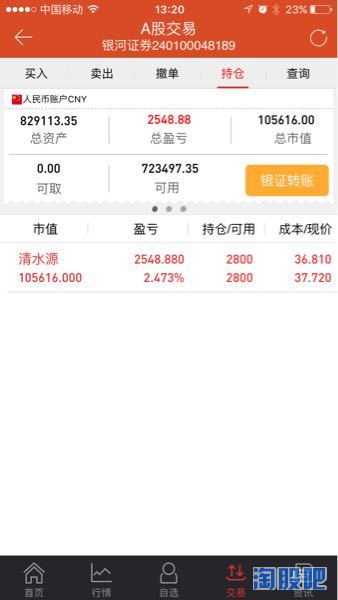 中国移动 13:20 23%
A股交易
银河证券240100048189
买入 卖出 撤单 持仓 查询
人民币账户CNY
829113.35 2548.88 105616.00
总资产 总盈亏 总市值
0.00 723497.35
可取 可用 银证转账
市值 盈亏 持仓/可用 成本/现价
清水源 2548.880 2800 36.810
105616.000 2.473% 2800 37.720
首页 行情 自选 交易 资讯
淘股吧